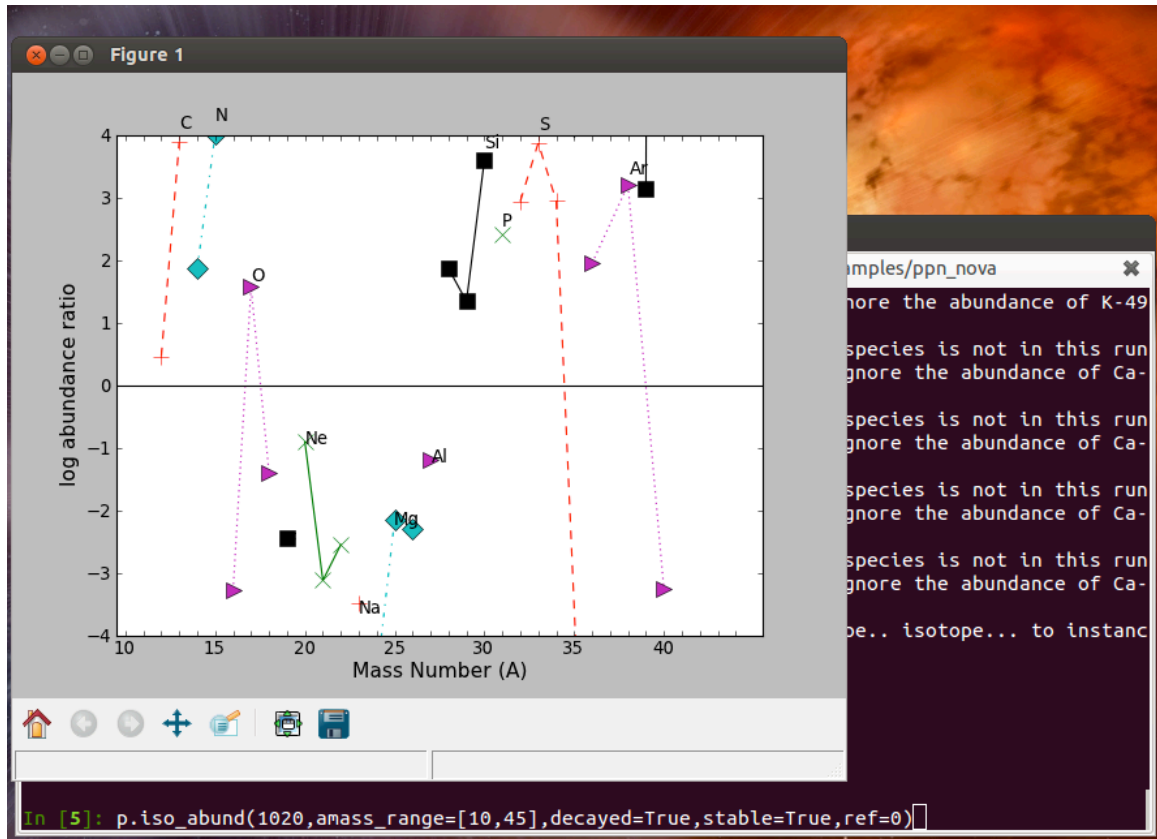 Figure 1
C
N
Si
S
Ar
P
O
Ne
Al
Mg
Na
4
3
2
1
0
−1
−2
−3
−4
log abundance ratio
10 15 20 25 30 35 40
Mass Number (A)
amples/ppn_nova
nore the abundance of K-49
species is not in this run
gnore the abundance of Ca-
species is not in this run
gnore the abundance of Ca-
species is not in this run
gnore the abundance of Ca-
species is not in this run
gnore the abundance of Ca-
pe.. isotope... to instanc
In [5]: p.iso_abund(1020,amass_range=[10,45],decayed=True,stable=True,ref=0)